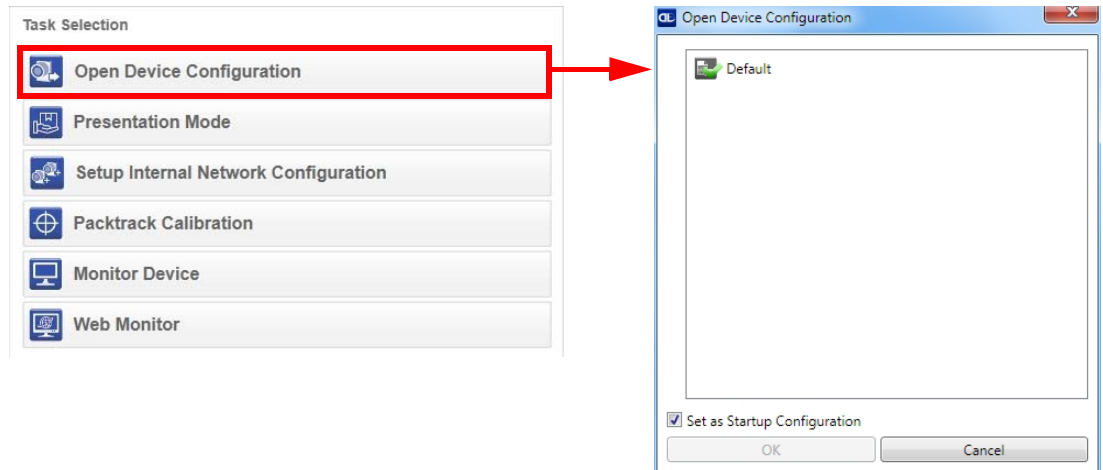 Task Selection
Open Device Configuration
Presentation Mode
Setup Internal Network Configuration
Packtrack Calibration
Monitor Device
Web Monitor
DL Open Device Configuration
Default
Set as Startup Configuration
OK Cancel